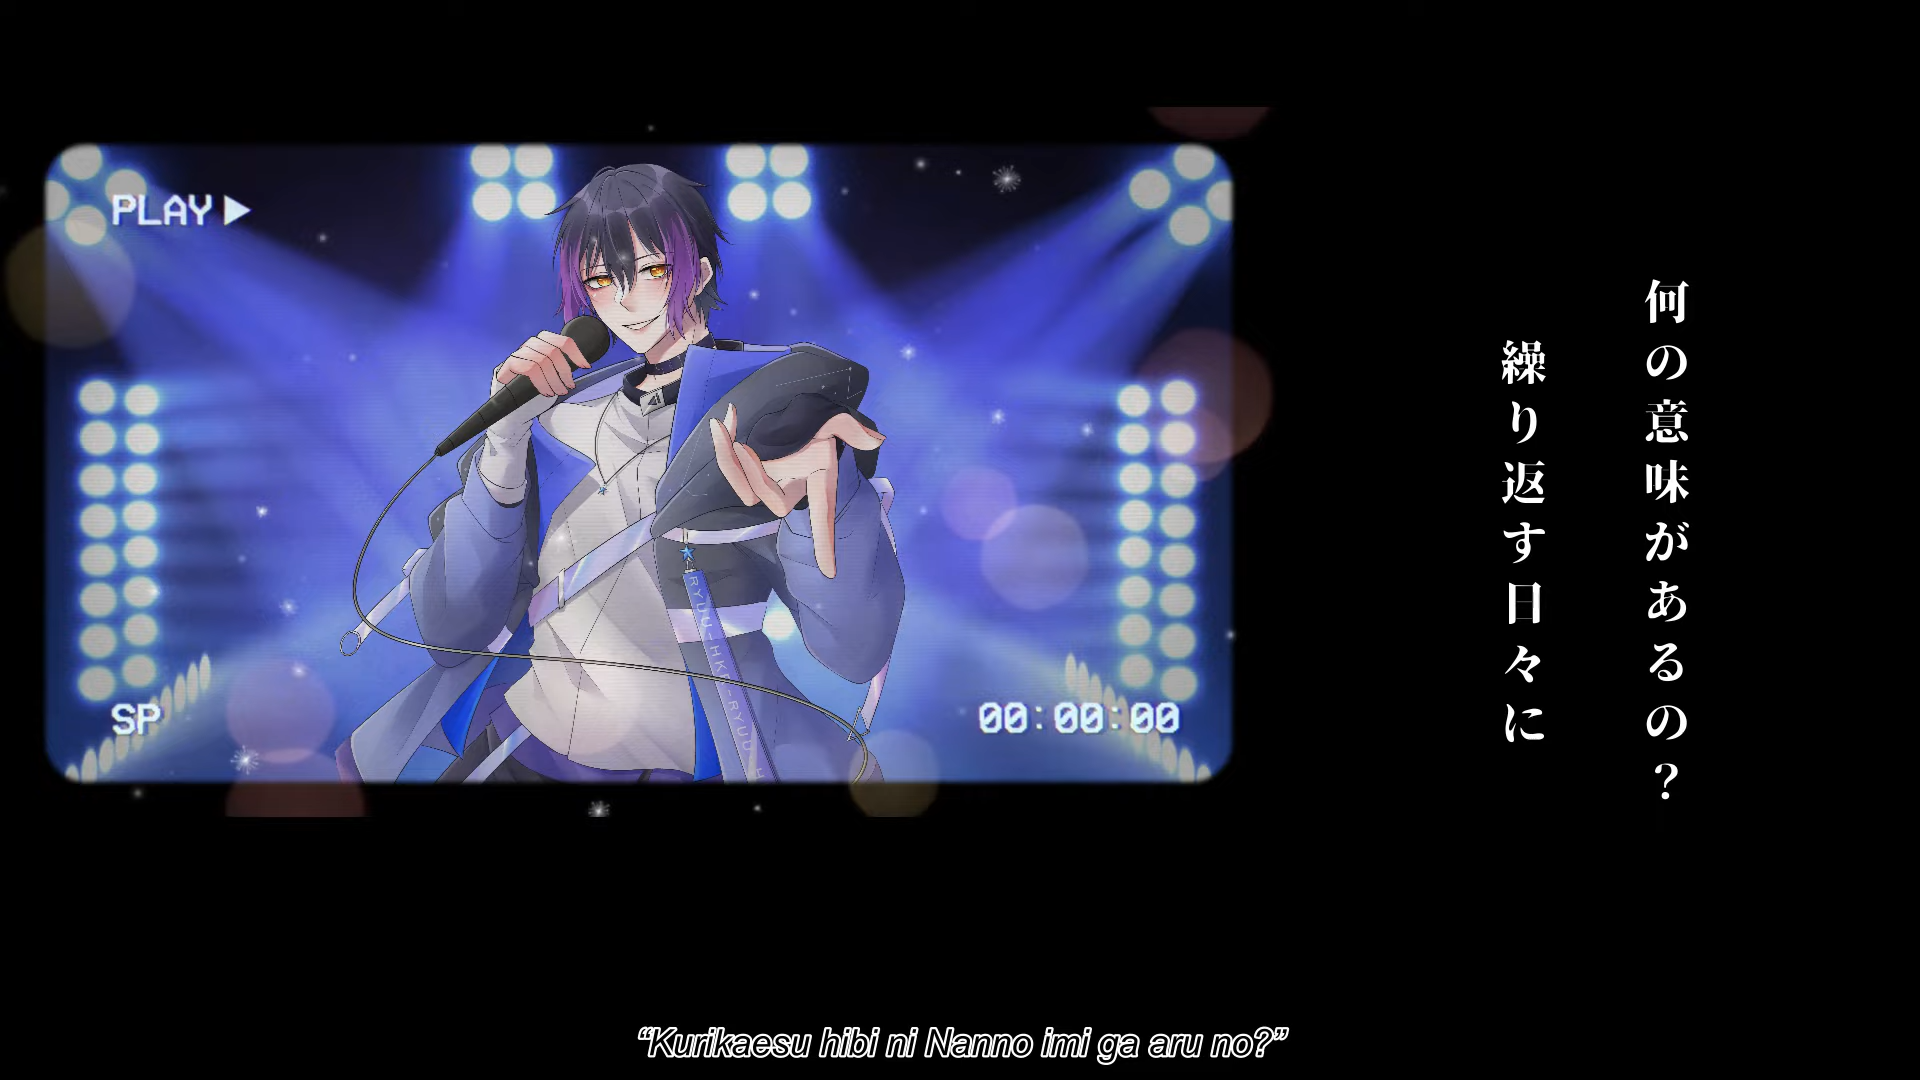 PLAY▶
SP
00:00:00
何の意味があるの?
繰り返す日々に
“Kurikaesu hibi ni Nanno imi ga aru no?”